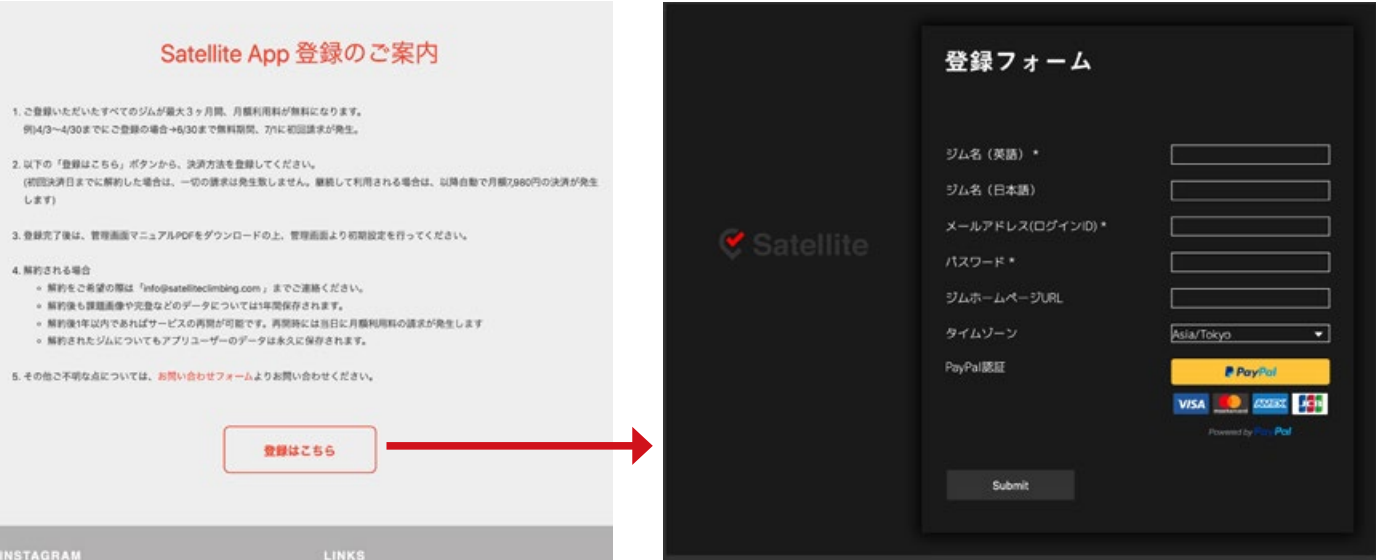 Satellite App 登録のご案内
1. ご登録いただいたすべてのジムが最大３ヶ月間、月額利用料が無料になります。
例)4/3〜4/30までにご登録の場合→6/30まで無料期間、7/1に初回請求が発生。
2. 以下の「登録はこちら」ボタンから、決済方法を登録してください。
(初回決済日までに解約した場合は、一切の請求は発生致しません。継続して利用される場合は、以降自動で月額7,980円の決済が発生
します)
3. 登録完了後は、管理画面マニュアルPDFをダウンロードの上、管理画面より初期設定を行ってください。
4. 解約される場合
◦ 解約をご希望の際は「info@satelliteclimbing.com」までご連絡ください。
◦ 解約後も課題画像や完登などのデータについては1年間保存されます。
◦ 解約後1年以内であればサービスの再開が可能です。再開時には当日に月額利用料の請求が発生します
◦ 解約されたジムについてもアプリユーザーのデータは永久に保存されます。
5. その他ご不明な点については、お問い合わせフォームよりお問い合わせください。
登録はこちら
INSTAGRAM
LINKS
Satellite
登録フォーム
ジム名（英語）*
ジム名（日本語）
メールアドレス(ログインID) *
パスワード *
ジムホームページURL
タイムゾーン
Asia/Tokyo
PayPal認証
PayPal
VISA mastercard AMEX JCB
Powered by PayPal
Submit